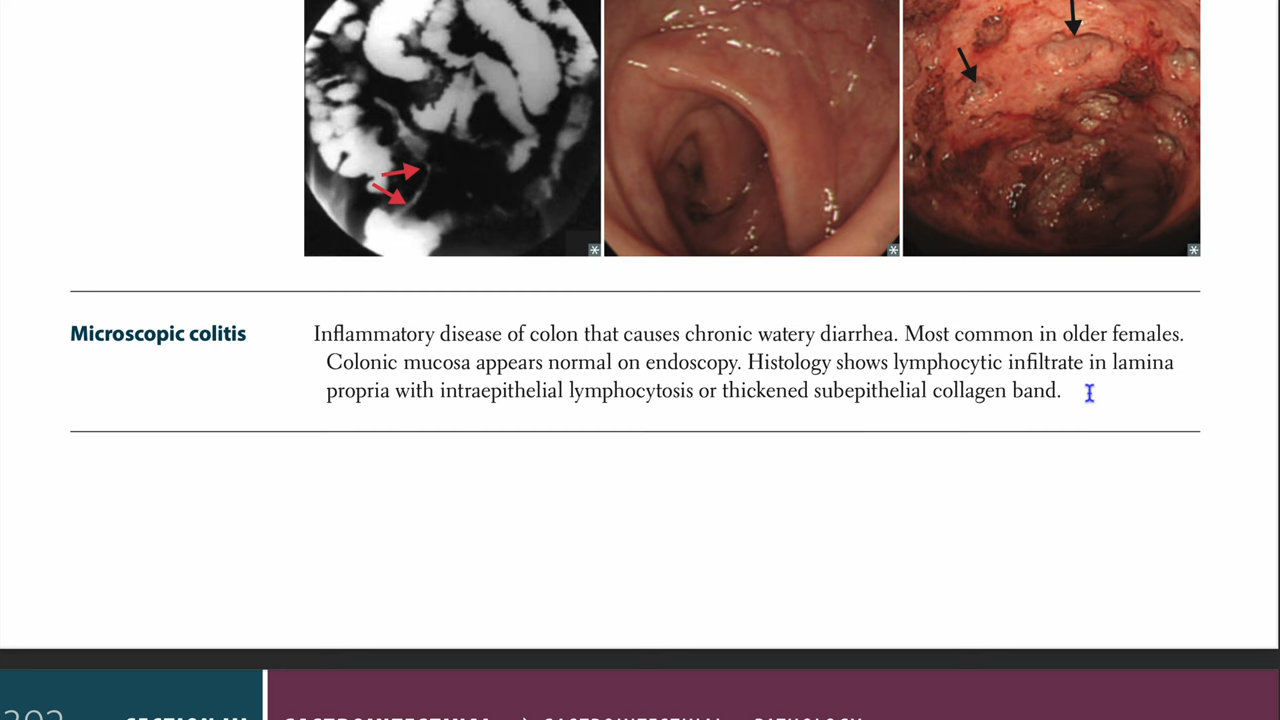 Microscopic colitis
Inflammatory disease of colon that causes chronic watery diarrhea. Most common in older females.
Colonic mucosa appears normal on endoscopy. Histology shows lymphocytic infiltrate in lamina
propria with intraepithelial lymphocytosis or thickened subepithelial collagen band.